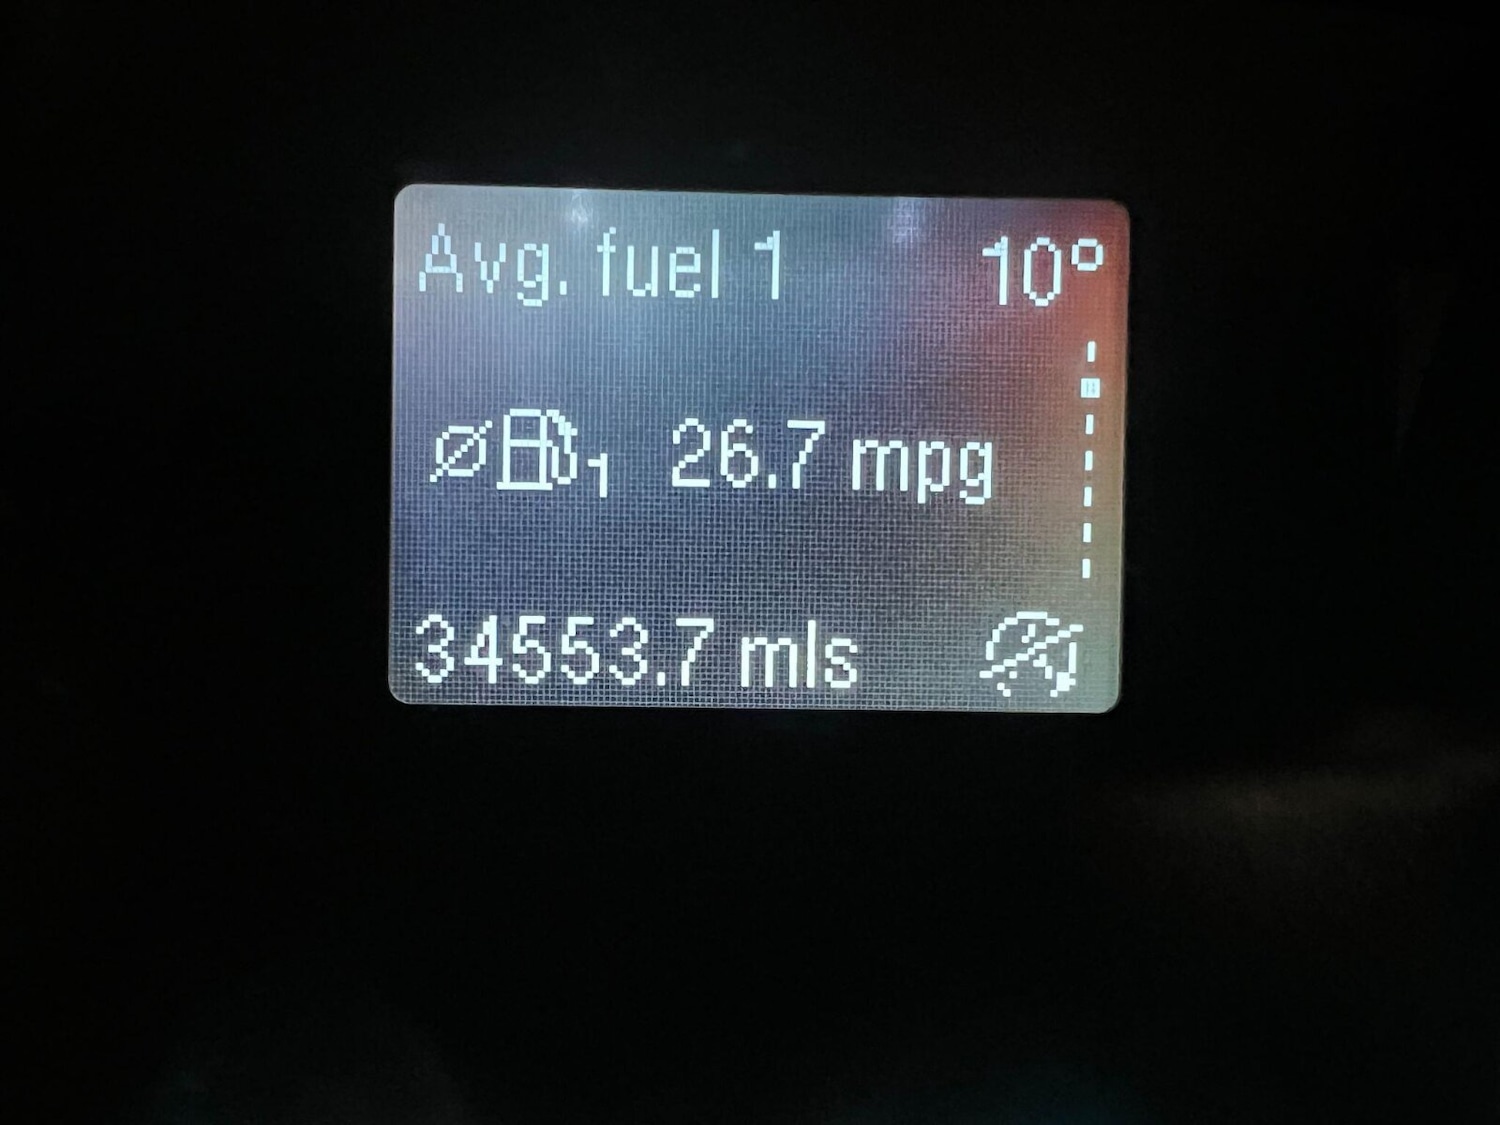 Avg. fuel 1 10°
⌀ 1 26.7 mpg
34553.7 mls